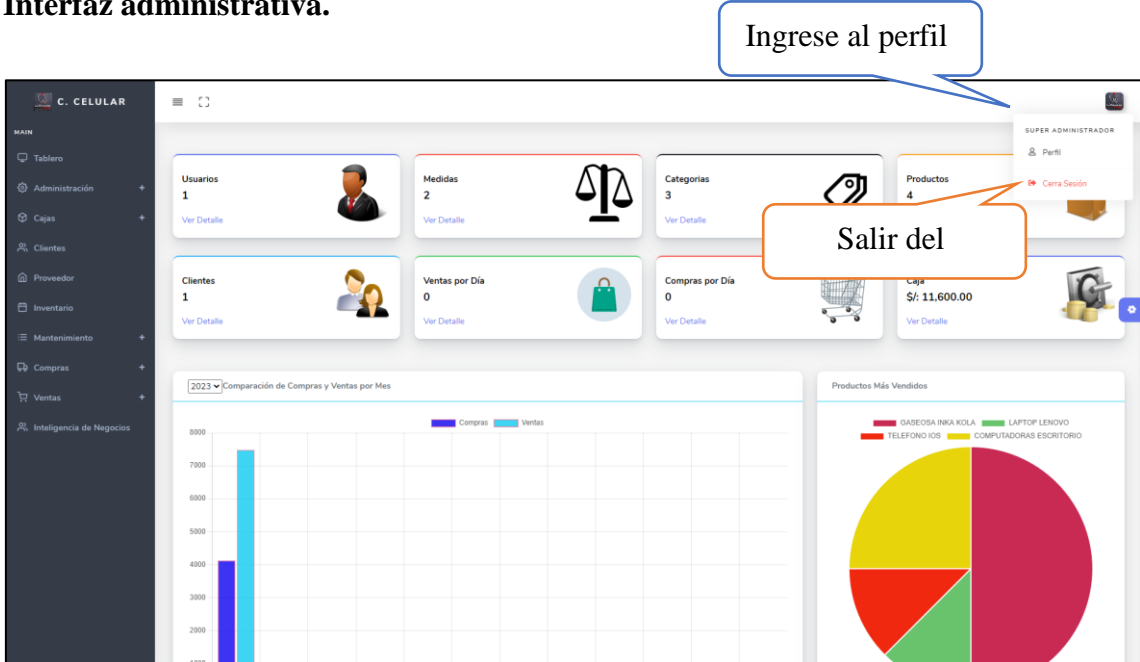 Interfaz administrativa.
Ingrese al perfil
C. CELULAR
SUPER ADMINISTRADOR
Perfil
Cerra Sesión
Salir del
MAIN
Tablero
Administración +
Cajas +
Clientes
Proveedor
Inventario
Mantenimiento +
Compras +
Ventas +
Inteligencia de Negocios
Usuarios
1
Ver Detalle
Medidas
2
Ver Detalle
Categorias
3
Ver Detalle
Productos
4
Clientes
1
Ver Detalle
Ventas por Día
0
Ver Detalle
Compras por Día
0
Ver Detalle
Caja
S/: 11,600.00
Ver Detalle
2023 Comparación de Compras y Ventas por Mes
Compras Ventas
8000
7000
6000
5000
4000
3000
2000
Productos Más Vendidos
GASEOSA INKA KOLA LAPTOP LENOVO
TELEFONO IOS COMPUTADORAS ESCRITORIO